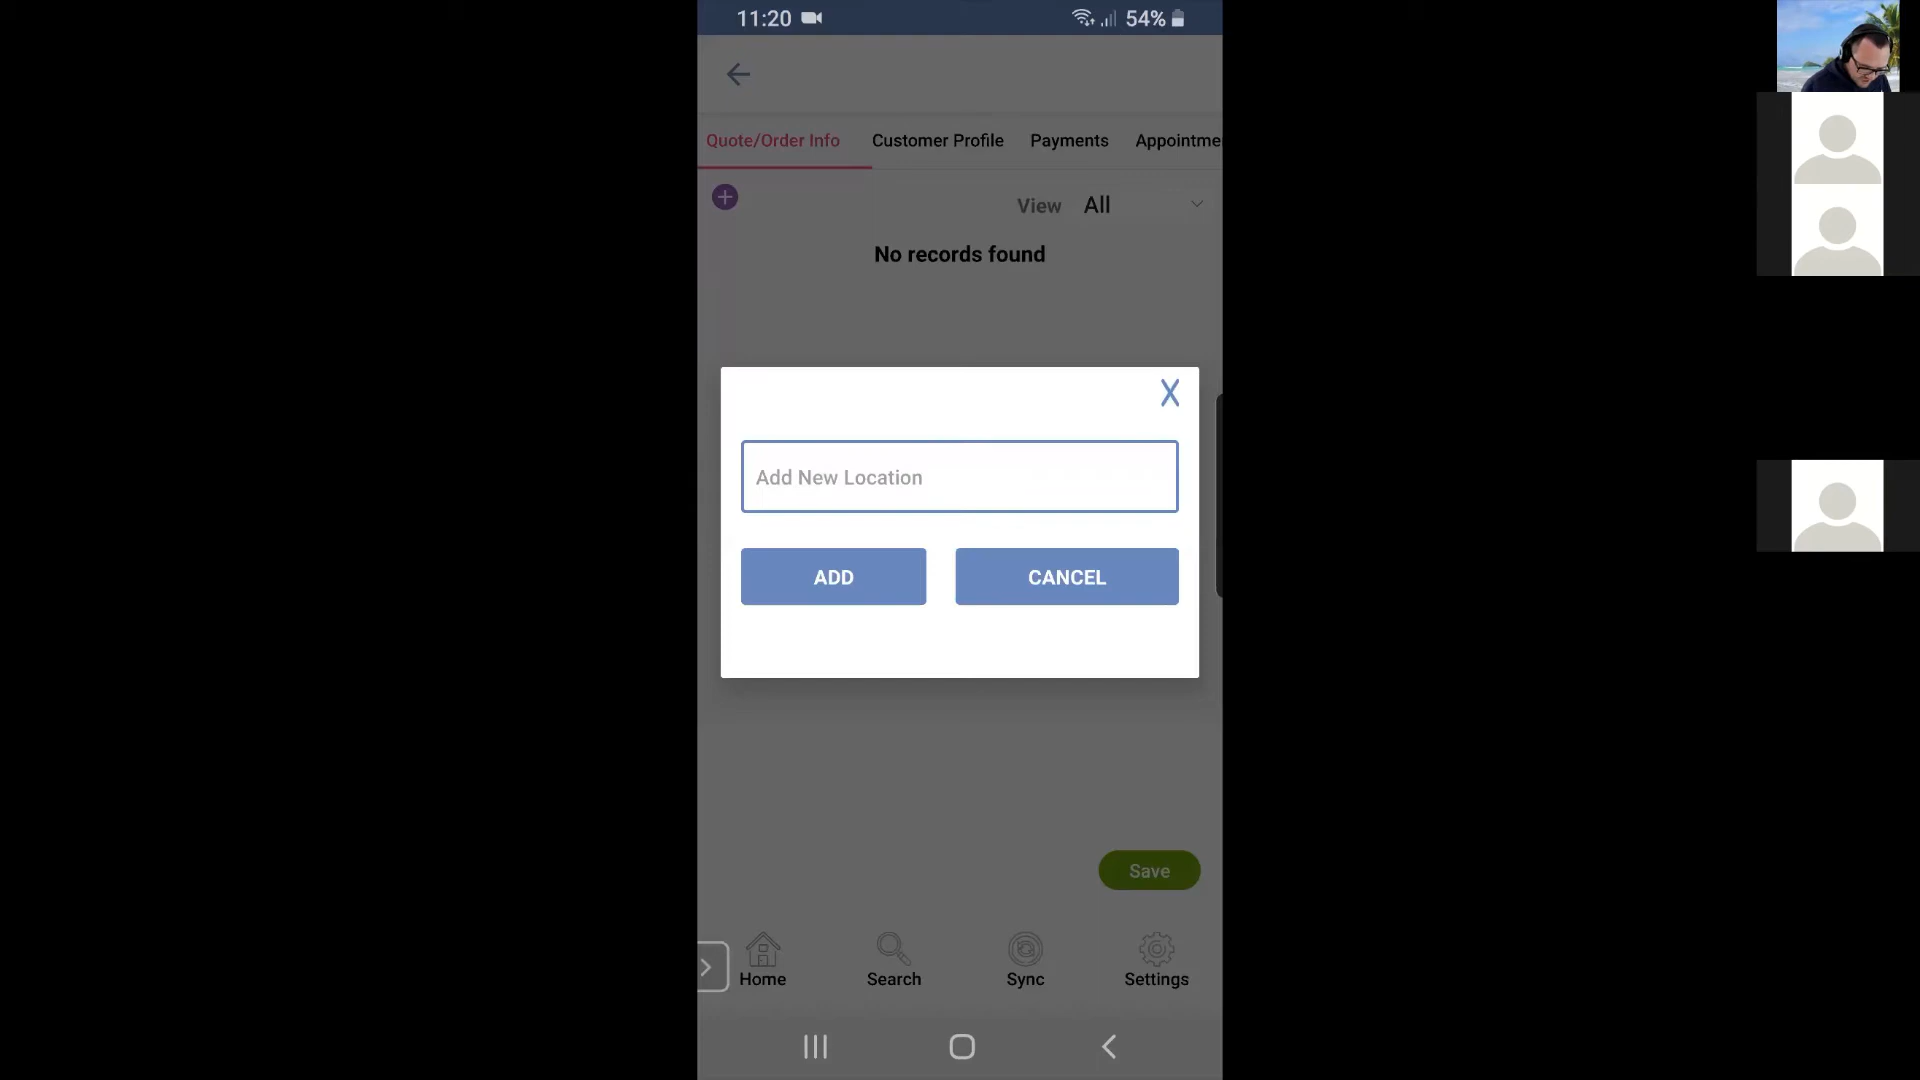 11:20 54%
Quote/Order Info Customer Profile Payments Appointme
View All
No records found
X
Add New Location
ADD CANCEL
Save
Home Search Sync Settings